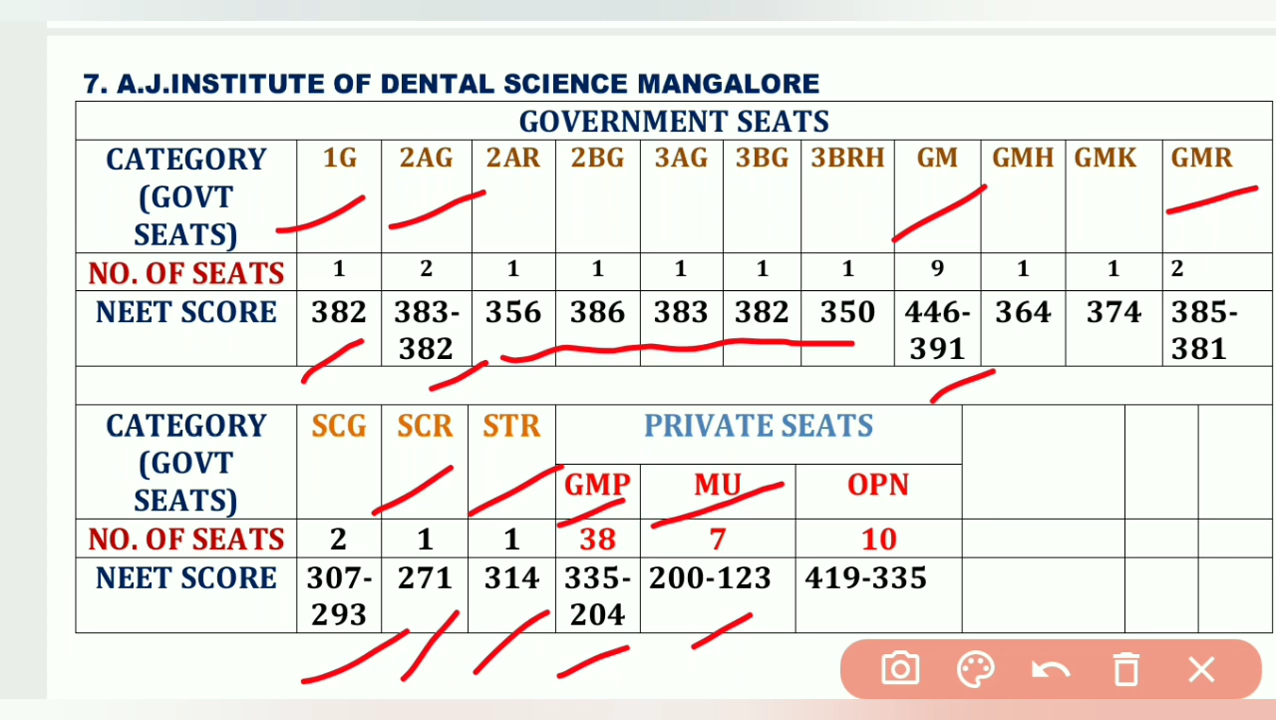 7. A.J.INSTITUTE OF DENTAL SCIENCE MANGALORE
GOVERNMENT SEATS
CATEGORY (GOVT SEATS) 1G 2AG 2AR 2BG 3AG 3BG 3BRH GM GMH GMK GMR
NO. OF SEATS 1 2 1 1 1 1 1 9 1 1 2
NEET SCORE 382 383-382 356 386 383 382 350 446-391 364 374 385-381
CATEGORY (GOVT SEATS) SCG SCR STR PRIVATE SEATS
GMP MU OPN
NO. OF SEATS 2 1 1 38 7 10
NEET SCORE 307-293 271 314 335-204 200-123 419-335